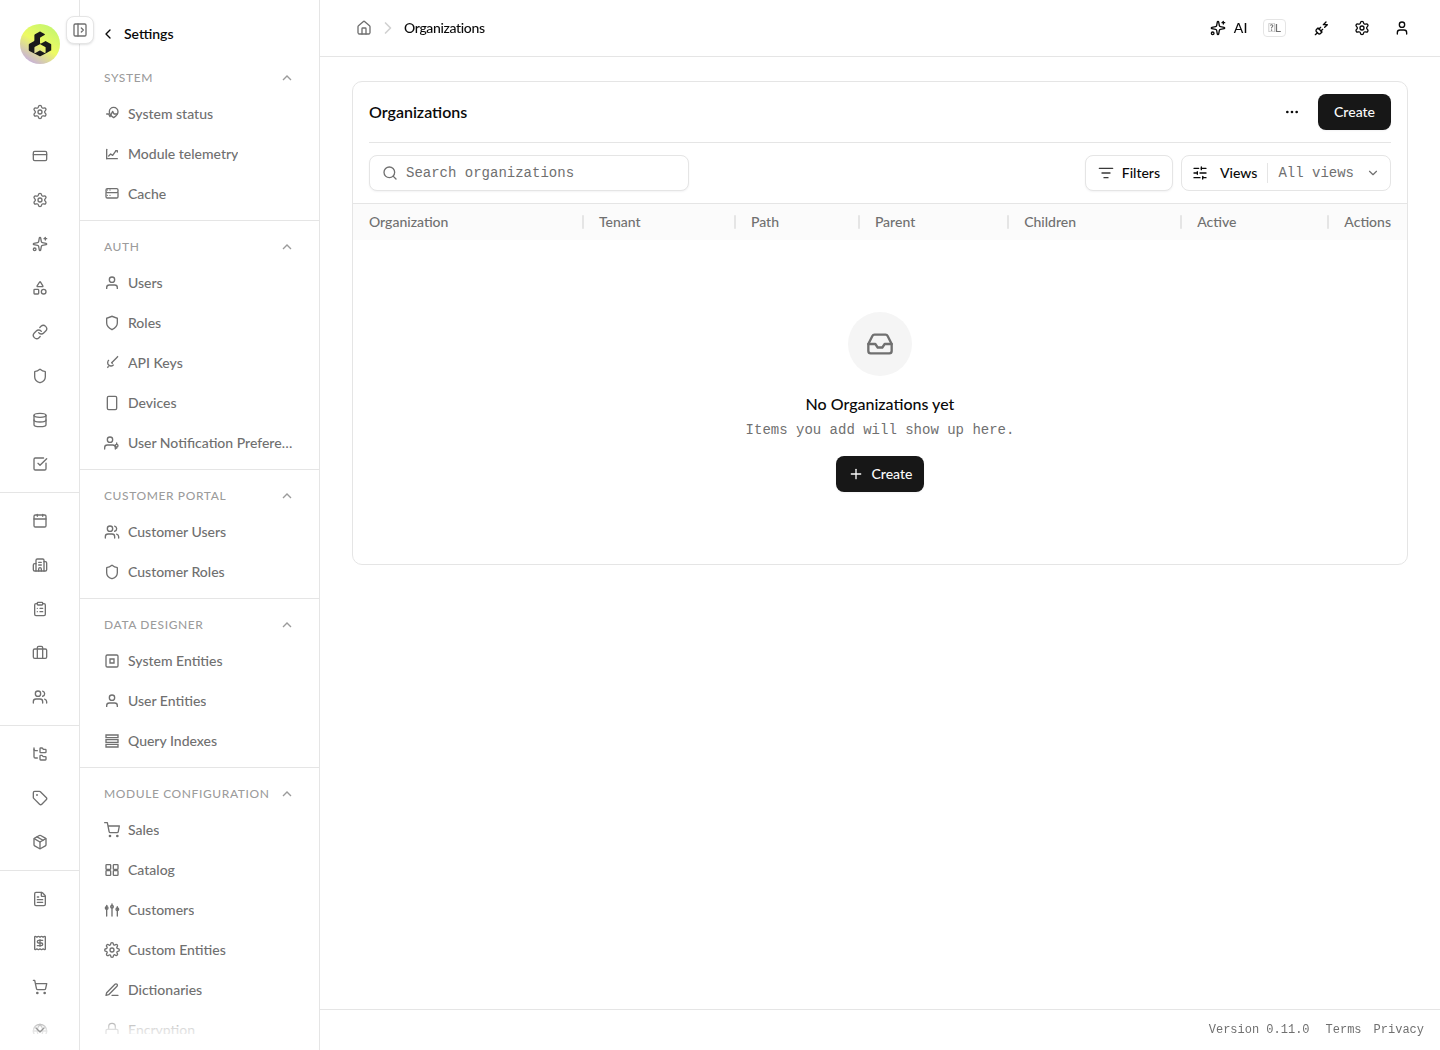 Settings
SYSTEM
System status
Module telemetry
Cache
AUTH
Users
Roles
API Keys
Devices
User Notification Prefere...
CUSTOMER PORTAL
Customer Users
Customer Roles
DATA DESIGNER
System Entities
User Entities
Query Indexes
MODULE CONFIGURATION
Sales
Catalog
Customers
Custom Entities
Dictionaries
Encryption
Organizations
AI
L
Organizations
Create
Search organizations
Filters
Views
All views
Organization
Tenant
Path
Parent
Children
Active
Actions
No Organizations yet
Items you add will show up here.
Create
Version 0.11.0
Terms
Privacy